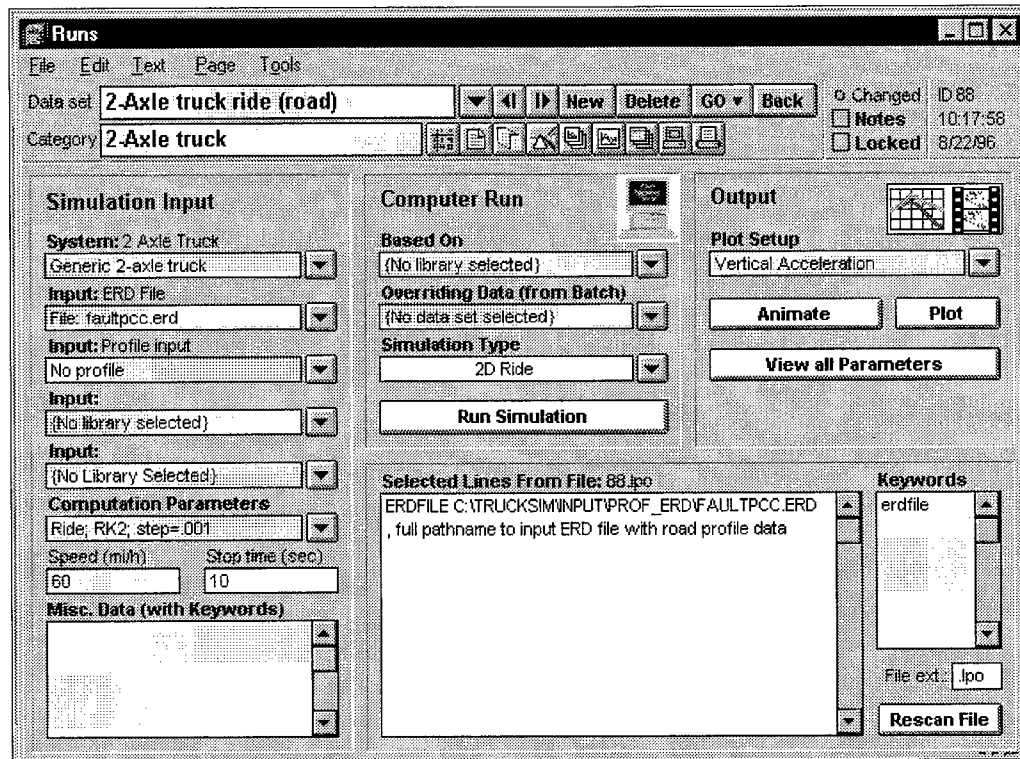 Runs
File Edit Text Page Tools
Data set 2-Axle truck ride (road) New Delete GO Back Changed ID 88
Notes 10:17:58
Category 2-Axle truck Locked 8/22/96
Simulation Input
System: 2 Axle Truck
Generic 2-axle truck
Input: ERD File
File: faultpcc.erd
Input: Profile input
No profile
Input:
{No library selected}
Input:
{No Library Selected}
Computation Parameters
Ride; RK2; step=.001
Speed (mi/h) Stop time (sec)
60 10
Misc. Data (with Keywords)
Computer Run
Based On
{No library selected}
Overriding Data (from Batch)
{No data set selected}
Simulation Type
2D Ride
Run Simulation
Output
Plot Setup
Vertical Acceleration
Animate Plot
View all Parameters
Selected Lines From File: 88.lpo
ERDFILE C:\TRUCKSIM\INPUT\PROF_ERD\FAULTPCC.ERD
, full pathname to input ERD file with road profile data
Keywords
erdfile
File ext.: .lpo
Rescan File